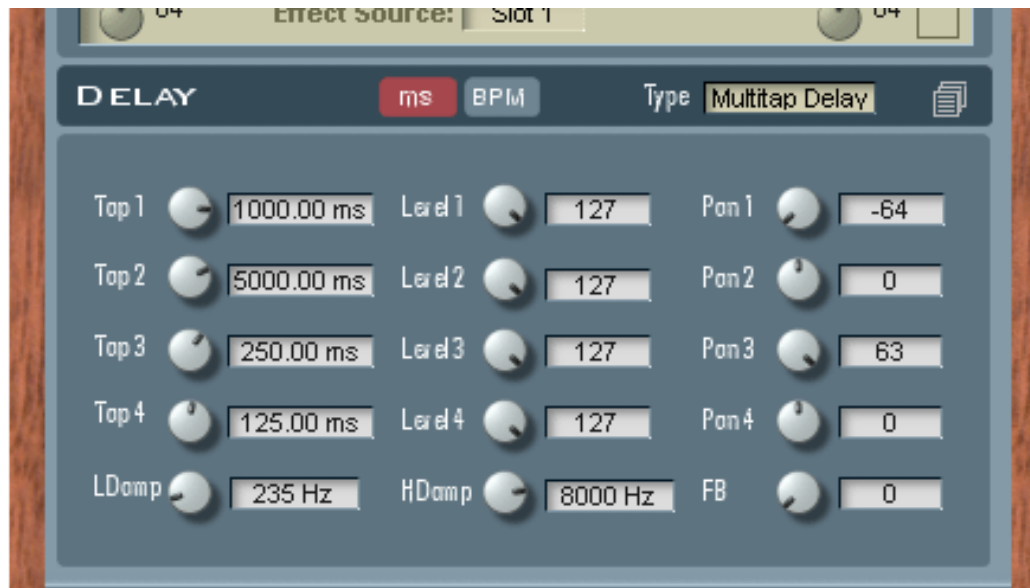 64 Effect Source: Slot 1 64
DELAY ms BPM Type Multitap Delay
Tap 1 1000.00 ms Level 1 127 Pan 1 -64
Tap 2 5000.00 ms Level 2 127 Pan 2 0
Tap 3 250.00 ms Level 3 127 Pan 3 63
Tap 4 125.00 ms Level 4 127 Pan 4 0
LDamp 235 Hz HDamp 8000 Hz FB 0